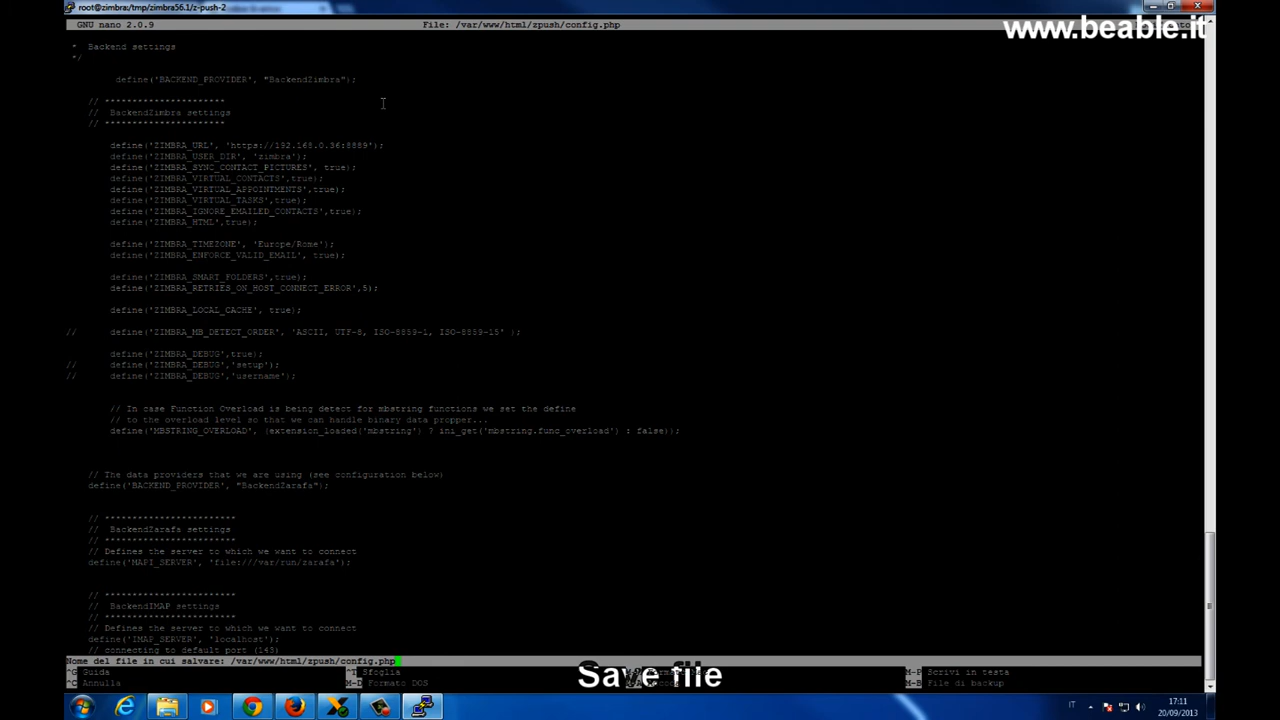 root@zimbra:/tmp/zimbra56.1/z-push-2
GNU nano 2.0.9 File: /var/www/html/zpush/config.php
www.beable.it
* Backend settings
*/
define('BACKEND_PROVIDER', "BackendZimbra");
// **********************
// BackendZimbra settings
// **********************
define('ZIMBRA_URL', 'https://192.168.0.36:8889');
define('ZIMBRA_USER_DIR', 'zimbra');
define('ZIMBRA_SYNC_CONTACT_PICTURES', true);
define('ZIMBRA_VIRTUAL_CONTACTS',true);
define('ZIMBRA_VIRTUAL_APPOINTMENTS',true);
define('ZIMBRA_VIRTUAL_TASKS',true);
define('ZIMBRA_IGNORE_EMAILED_CONTACTS',true);
define('ZIMBRA_HTML',true);
define('ZIMBRA_TIMEZONE', 'Europe/Rome');
define('ZIMBRA_ENFORCE_VALID_EMAIL', true);
define('ZIMBRA_SMART_FOLDERS',true);
define('ZIMBRA_RETRIES_ON_HOST_CONNECT_ERROR',5);
define('ZIMBRA_LOCAL_CACHE', true);
// define('ZIMBRA_MB_DETECT_ORDER', 'ASCII, UTF-8, ISO-8859-1, ISO-8859-15' );
define('ZIMBRA_DEBUG',true);
// define('ZIMBRA_DEBUG','setup');
// define('ZIMBRA_DEBUG','username');
// In case Function Overload is being detect for mbstring functions we set the define
// to the overload level so that we can handle binary data propper...
define('MBSTRING_OVERLOAD', (extension_loaded('mbstring') ? ini_get('mbstring.func_overload') : false));
// The data providers that we are using (see configuration below)
define('BACKEND_PROVIDER', "BackendZarafa");
// ************************
// BackendZarafa settings
// ************************
// Defines the server to which we want to connect
define('MAPI_SERVER', 'file:///var/run/zarafa');
// ************************
// BackendIMAP settings
// ************************
// Defines the server to which we want to connect
define('IMAP_SERVER', 'localhost');
// connecting to default port (143)
Nome del file in cui salvare: /var/www/html/zpush/config.php
^G Guida ^T Sfoglia M-P Scrivi in testa
^C Annulla M-D Formato DOS M-B File di backup
Save file
IT 17:11
20/09/2013